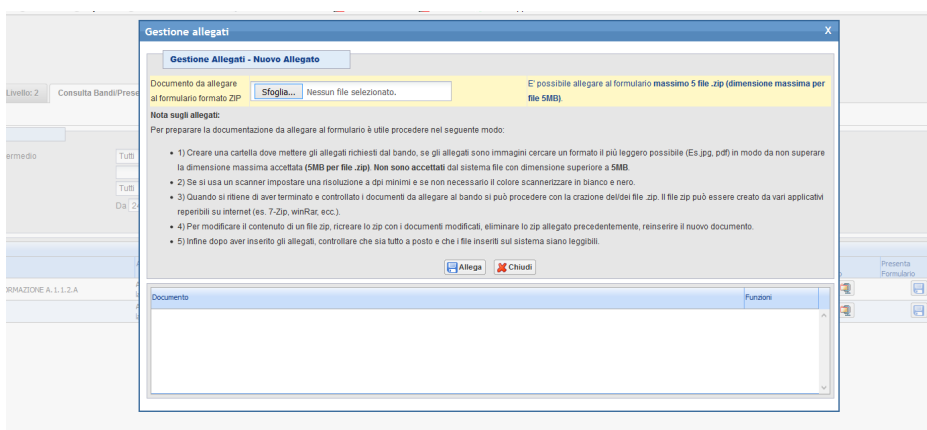 Gestione allegati
X
Gestione Allegati - Nuovo Allegato
Livello: 2
Consulta Bandi/Prese
Documento da allegare
al formulario formato ZIP
Sfoglia...
Nessun file selezionato.
E' possibile allegare al formulario massimo 5 file .zip (dimensione massima per
file 5MB).
Nota sugli allegati:
Per preparare la documentazione da allegare al formulario è utile procedere nel seguente modo:
ermedio
Tutti
• 1) Creare una cartella dove mettere gli allegati richiesti dal bando, se gli allegati sono immagini cercare un formato il più leggero possibile (Es.jpg, pdf) in modo da non superare
la dimensione massima accettata (5MB per file .zip). Non sono accettati dal sistema file con dimensione superiore a 5MB.
• 2) Se si usa un scanner impostare una risoluzione a dpi minimi e se non necessario il colore scannerizzare in bianco e nero.
Tutti
• 3) Quando si ritiene di aver terminato e controllato i documenti da allegare al bando si può procedere con la crazione del/dei file .zip. Il file zip può essere creato da vari applicativi
Da 24
reperibili su internet (es. 7-Zip, winRar, ecc.).
• 4) Per modificare il contenuto di un file zip, ricreare lo zip con i documenti modificati, eliminare lo zip allegato precedentemente, reinserire il nuovo documento.
• 5) Infine dopo aver inserito gli allegati, controllare che sia tutto a posto e che i file inseriti sul sistema siano leggibili.
Allega
Chiudi
Presenta
Formulario
RMAZIONE A.1.1.2.A
Documento
Funzioni